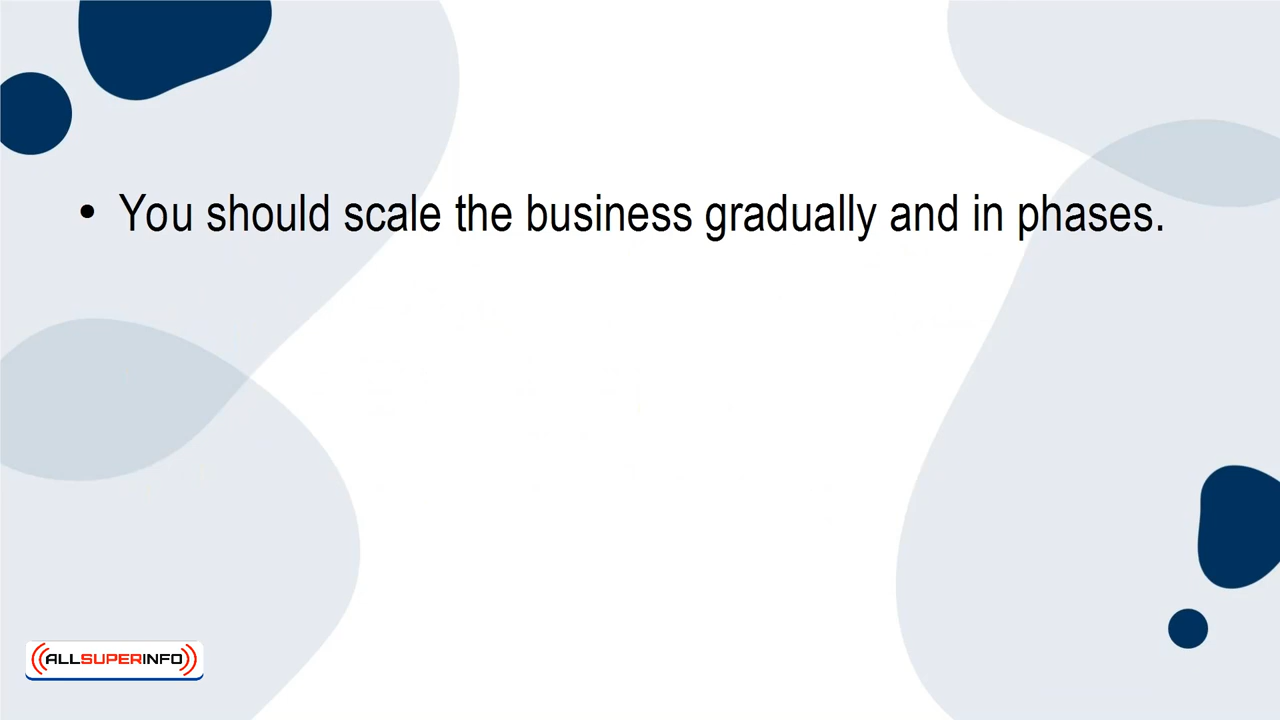 • You should scale the business gradually and in phases.
ALLSUPERINFO